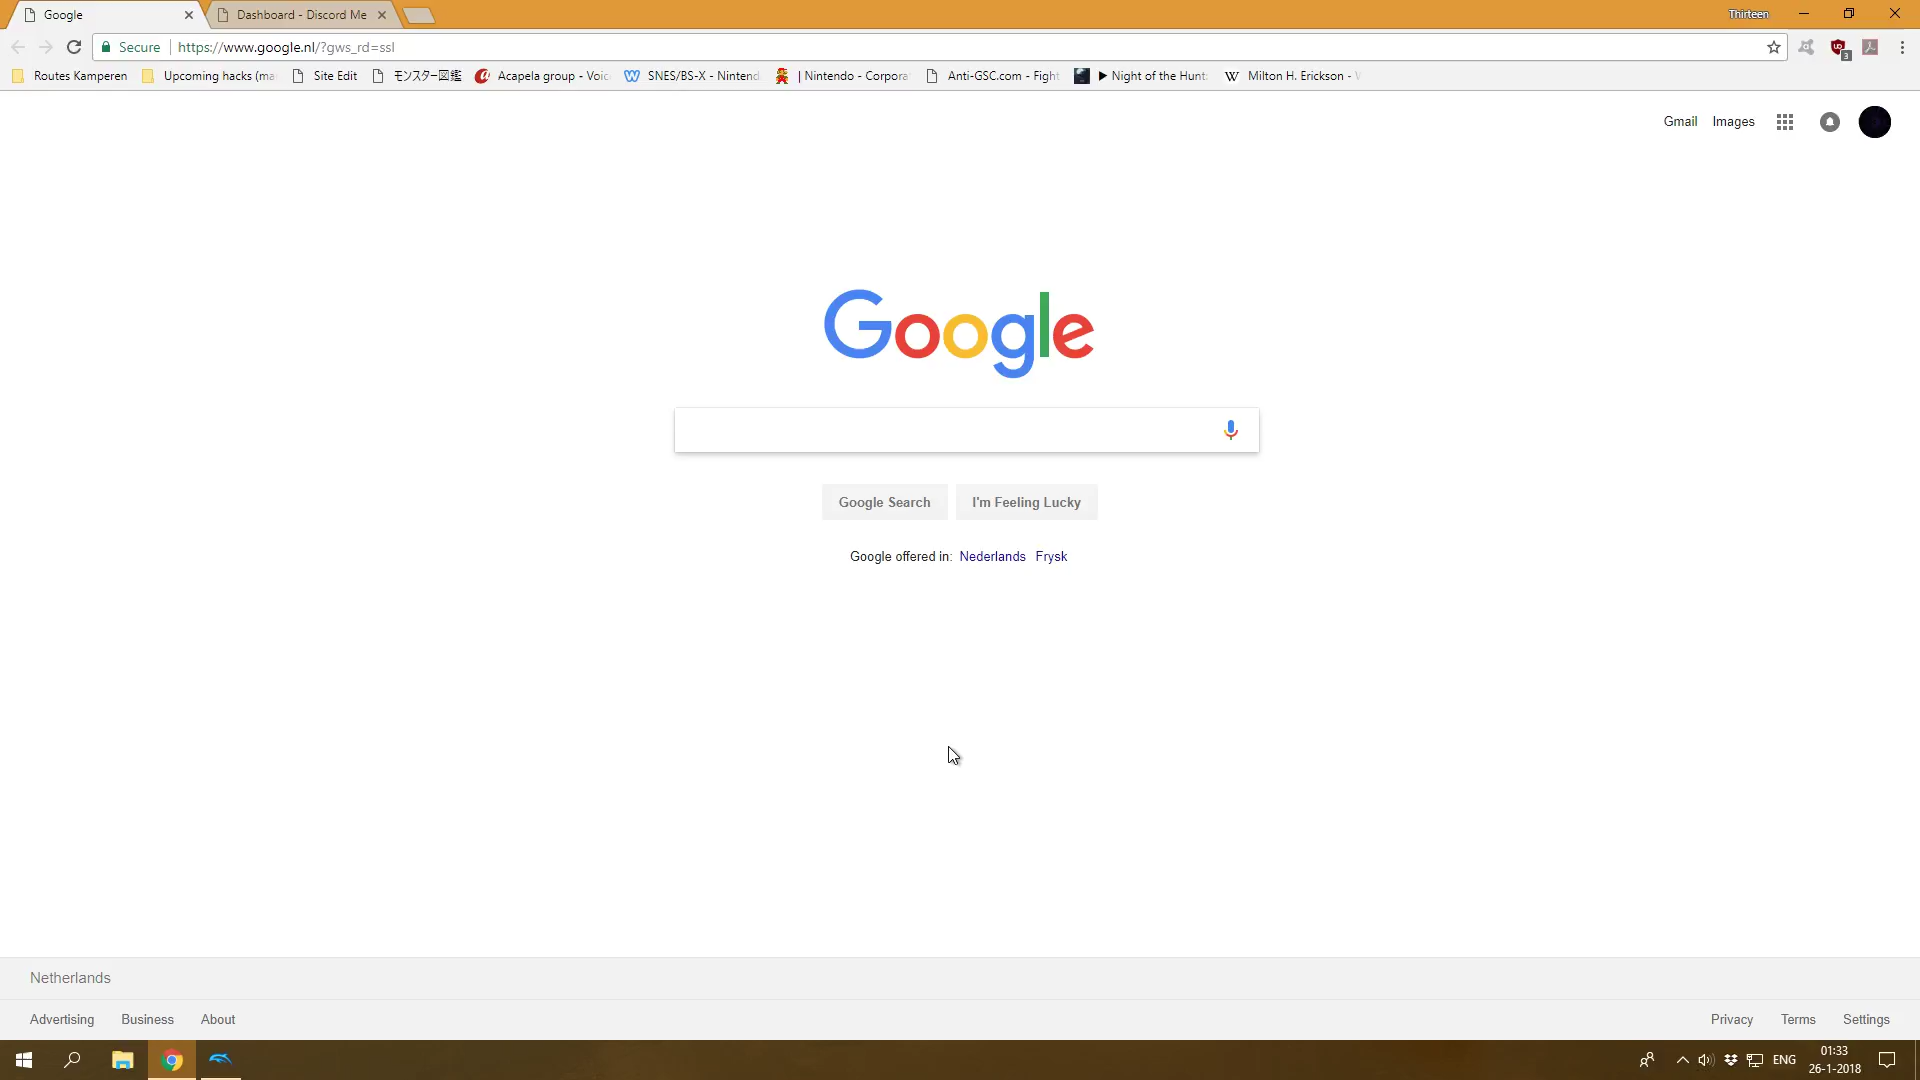 Google
Dashboard - Discord Me
Thirteen
Secure
https://www.google.nl/?gws_rd=ssl
3
Routes Kamperen
Upcoming hacks (ma
Site Edit
モンスター図鑑
Acapela group - Voic
SNES/BS-X - Nintend
| Nintendo - Corpora
Anti-GSC.com - Fight
▶ Night of the Hunt
W
Milton H. Erickson - W
Gmail
Images
Google
Google Search
I'm Feeling Lucky
Google offered in: Nederlands Frysk
Netherlands
Advertising
Business
About
Privacy
Terms
Settings
ENG
01:33
26-1-2018